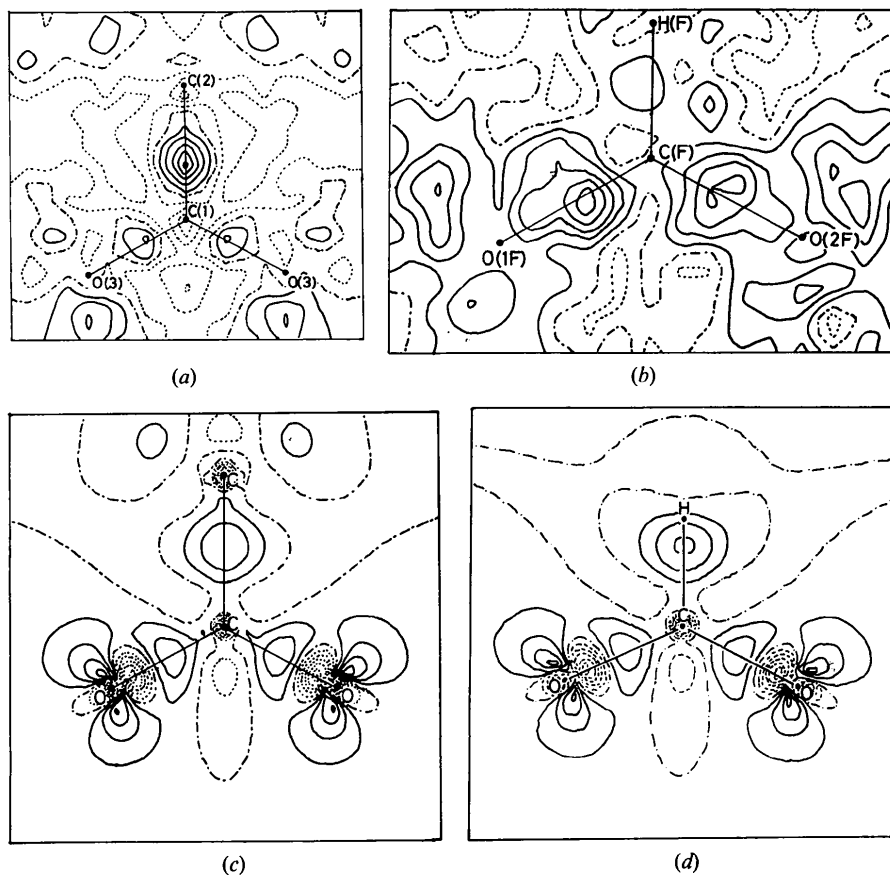 C(2)
C(1)
O(3)
O(3)
(a)
H(F)
C(F)
O(1F)
O(2F)
(b)
C
C
O
O
(c)
H
C
O
O
(d)